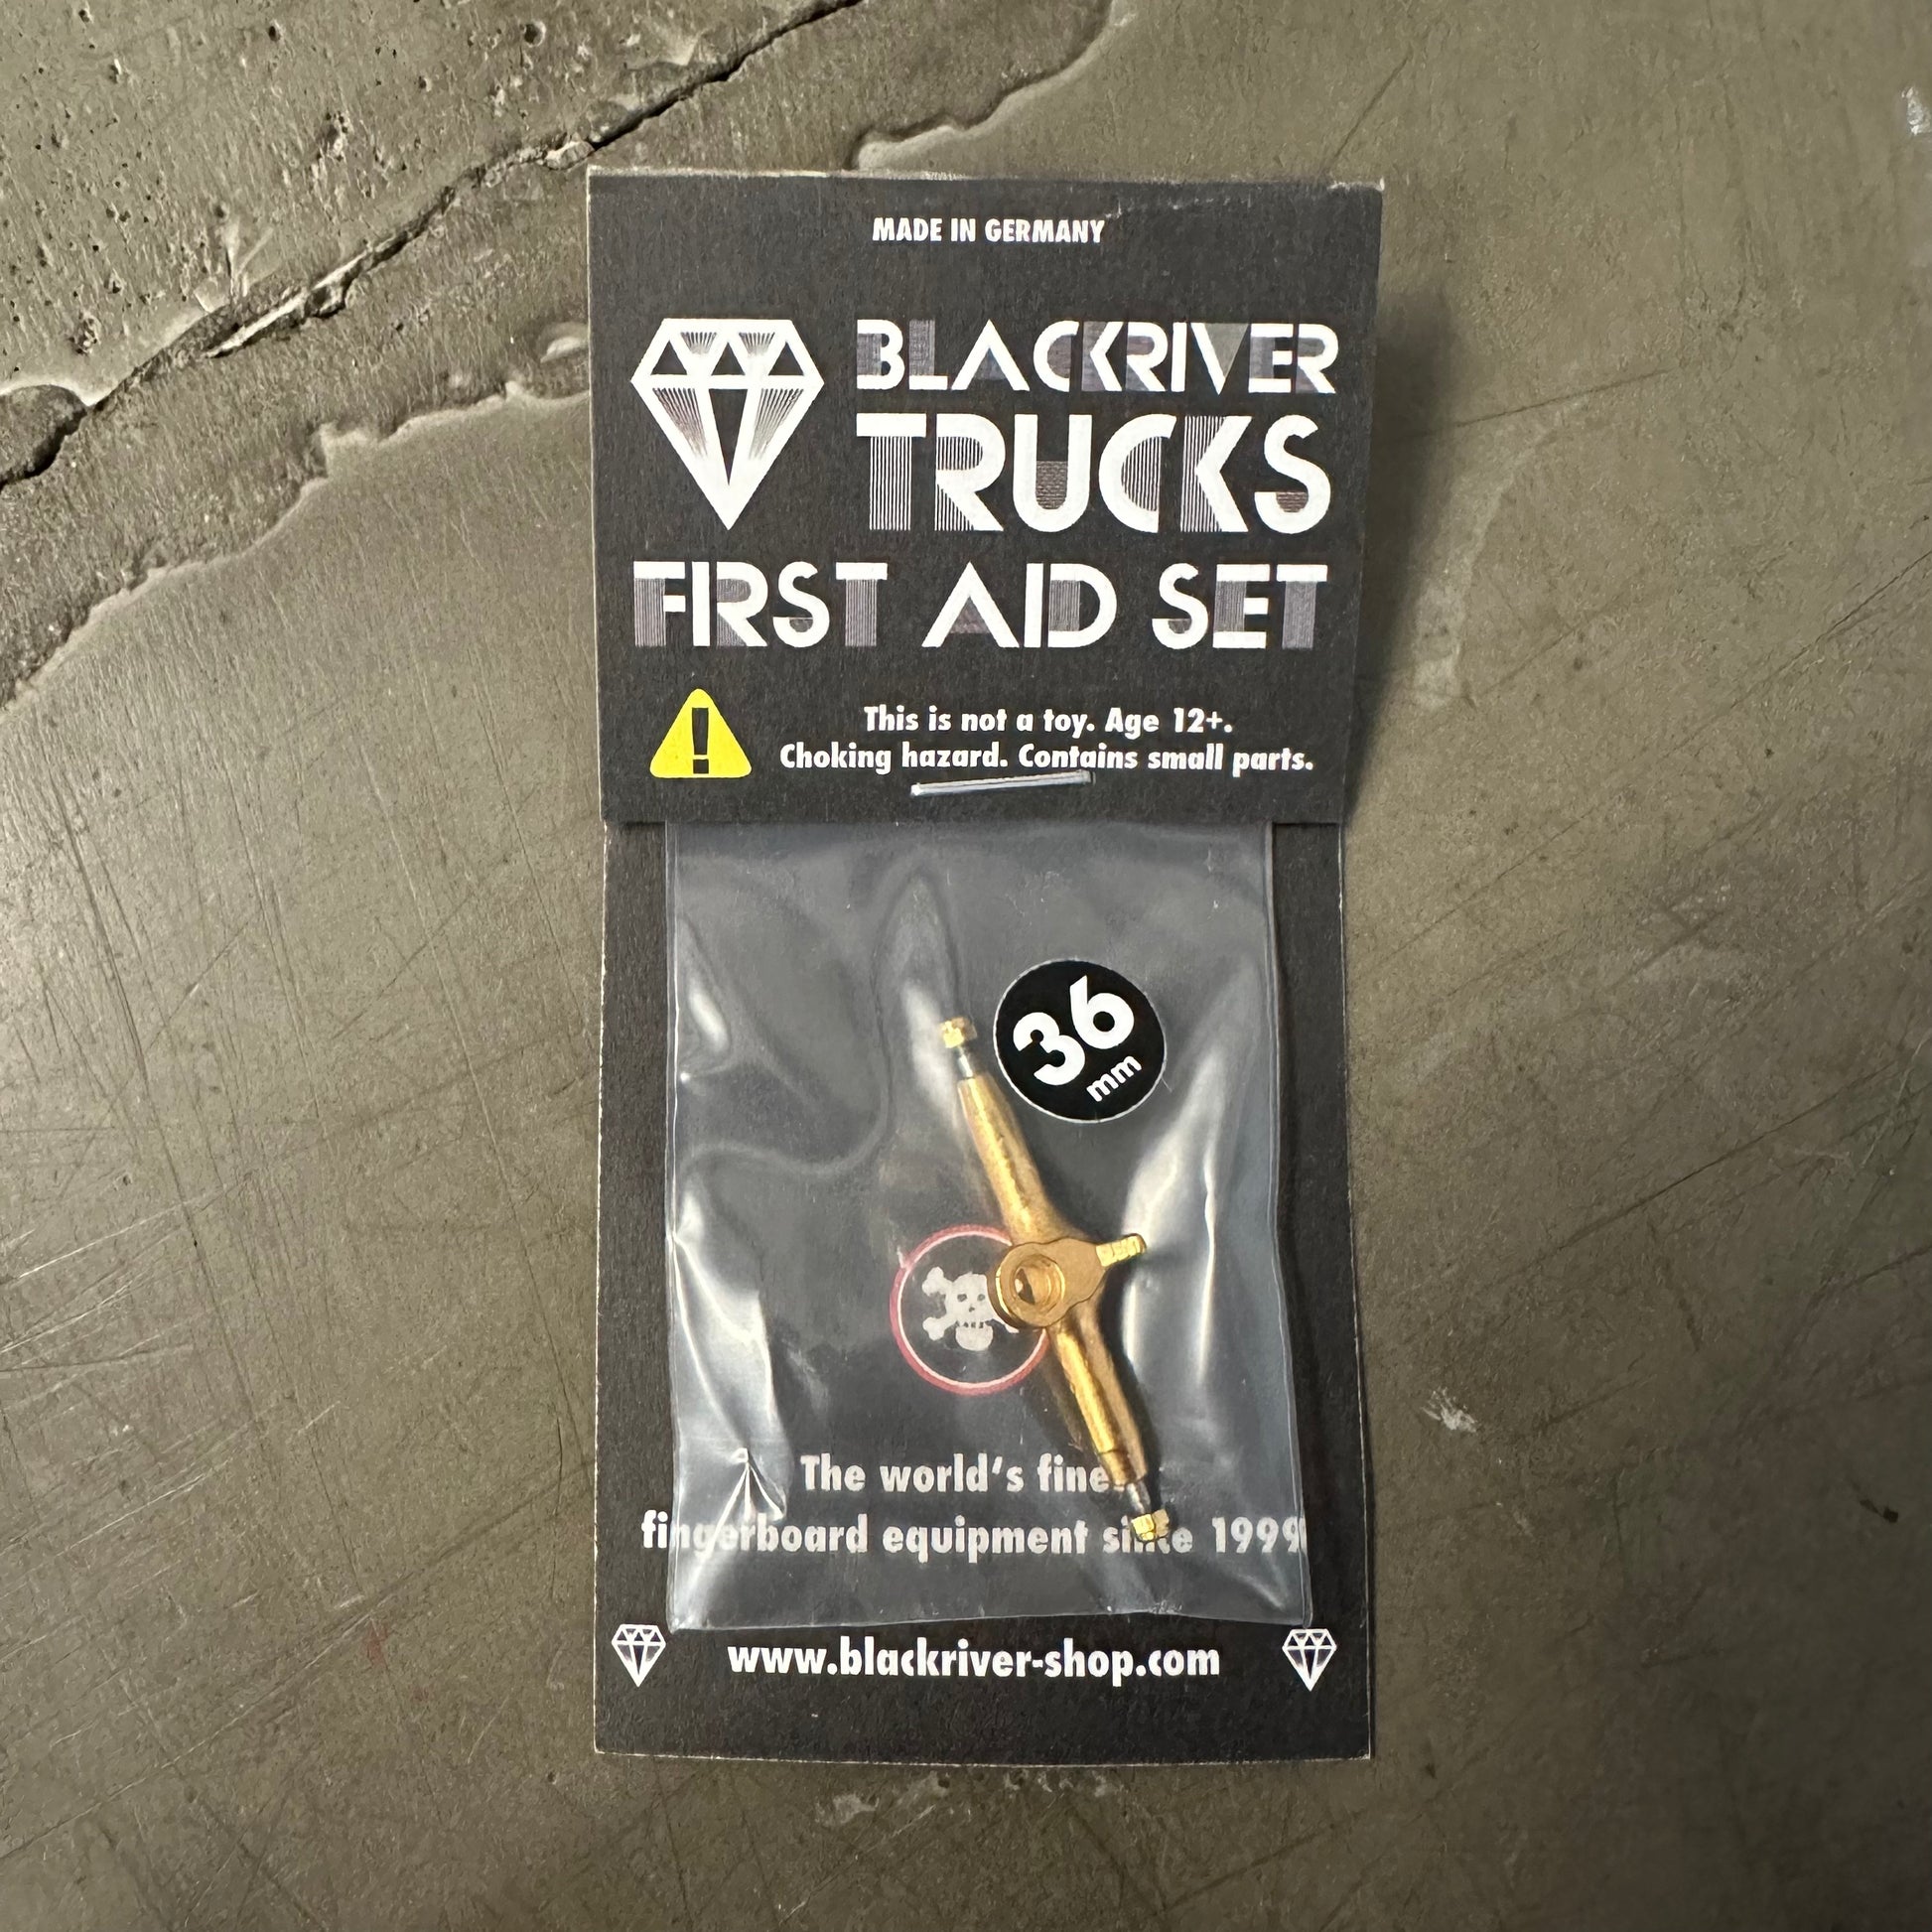 MADE IN GERMANY
BLACKRIVER
TRUCKS
FIRST AID SET
This is not a toy. Age 12+.
Choking hazard. Contains small parts.
36
mm
The world's fine
fingerboard equipment since 1999
www.blackriver-shop.com